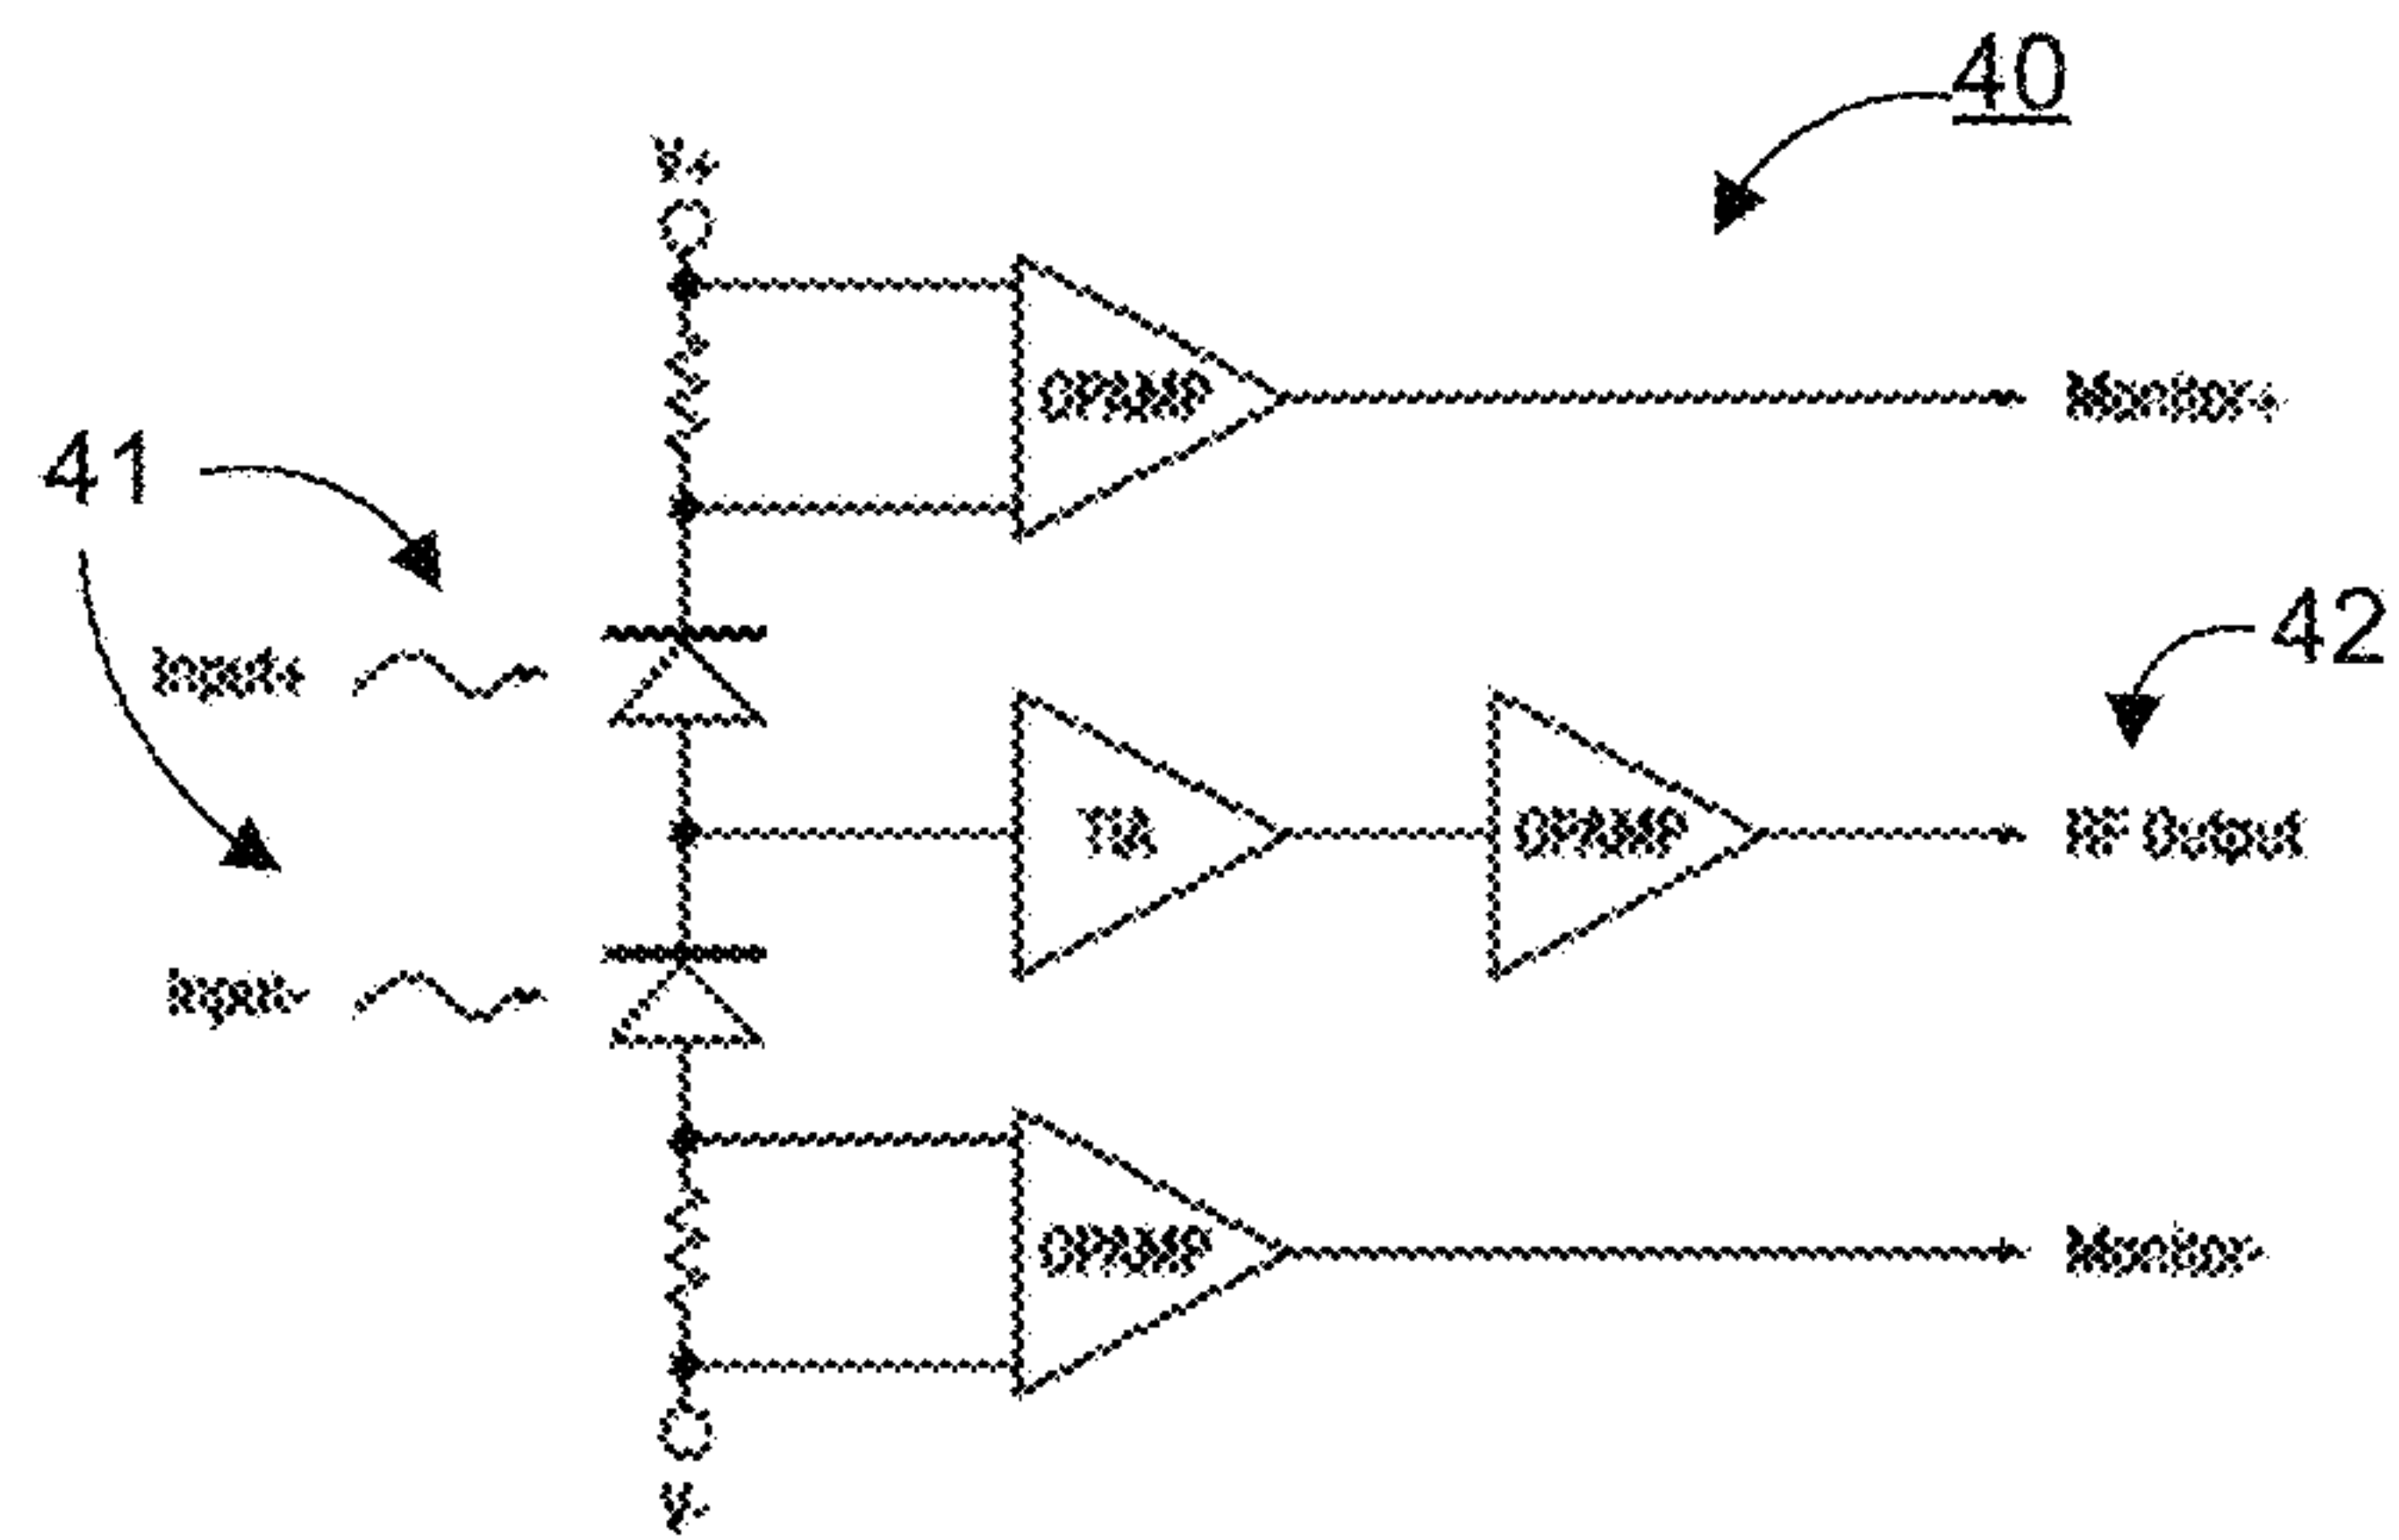 40
V+
OPAMP
Monitor+
41
42
Input+
TIA
OPAMP
RF Output
Input-
OPAMP
Monitor-
V-